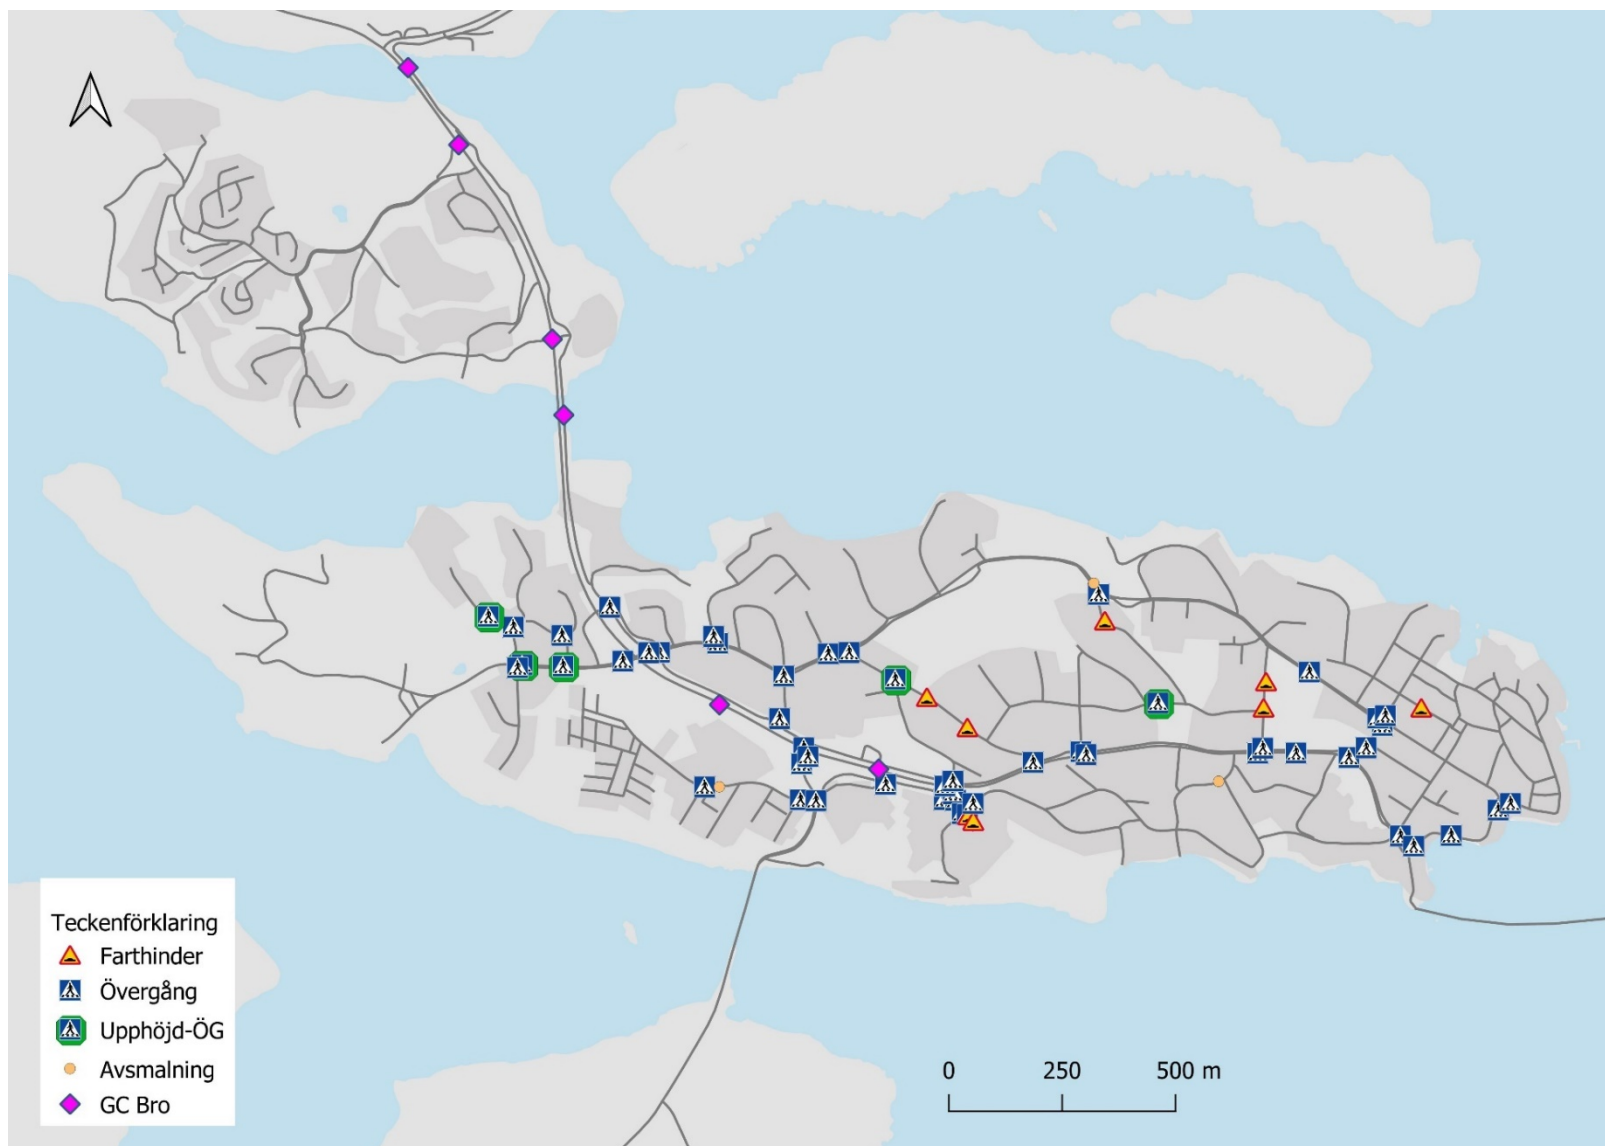 Teckenförklaring
Farthinder
Övergång
Upphöjd-ÖG
Avsmalning
GC Bro
0 250 500 m